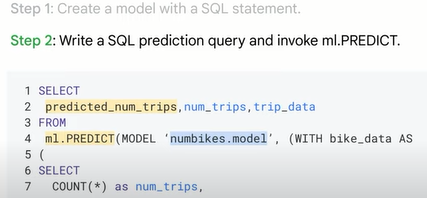 Step 1: Create a model with a SQL statement.
Step 2: Write a SQL prediction query and invoke ml.PREDICT.
1 SELECT
2 predicted_num_trips,num_trips,trip_data
3 FROM
4 ml.PREDICT(MODEL ‘numbikes.model’, (WITH bike_data AS
5 (
6 SELECT
7 COUNT(*) as num_trips,